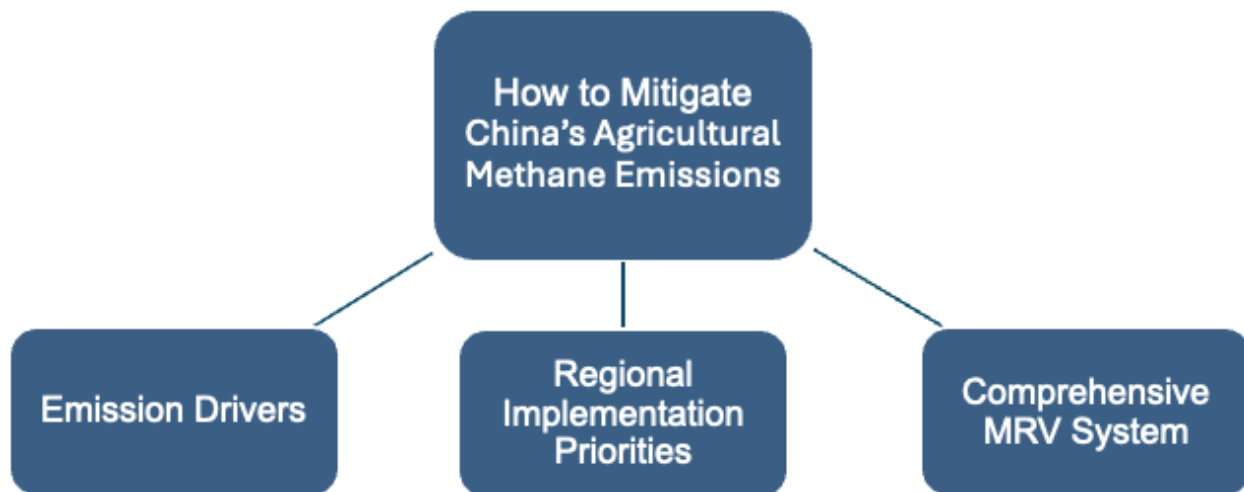 How to Mitigate
China’s Agricultural
Methane Emissions
Emission Drivers
Regional
Implementation
Priorities
Comprehensive
MRV System